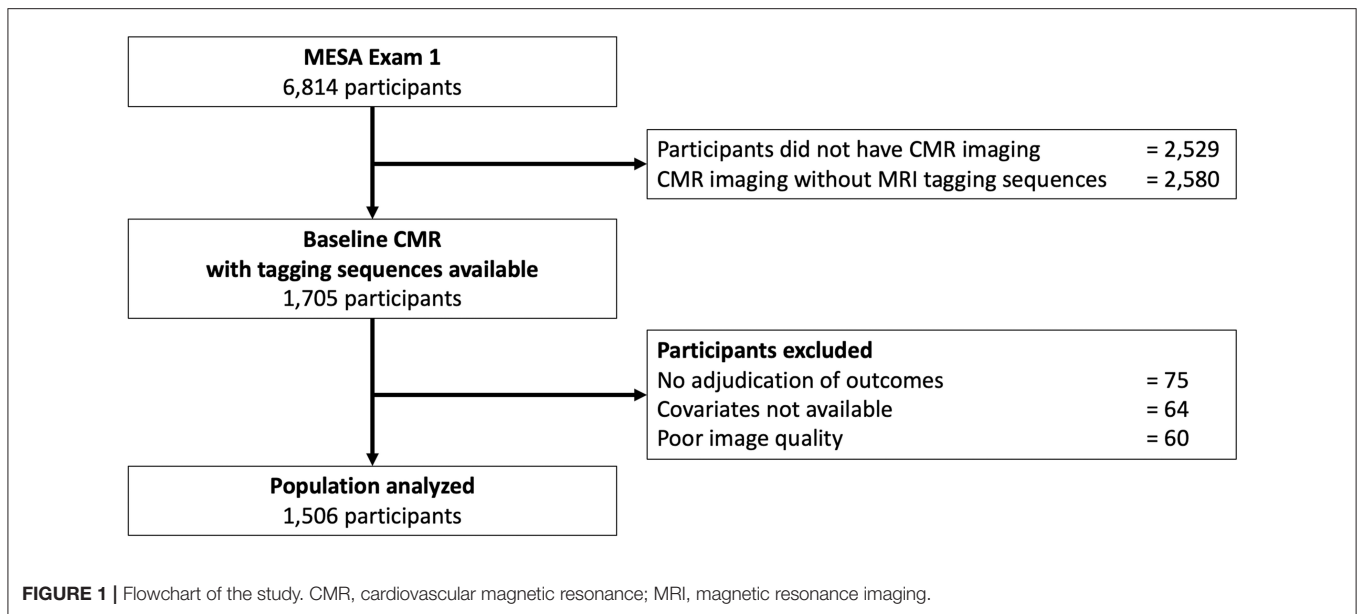 MESA Exam 1
6,814 participants
Participants did not have CMR imaging = 2,529
CMR imaging without MRI tagging sequences = 2,580
Baseline CMR
with tagging sequences available
1,705 participants
Participants excluded
No adjudication of outcomes = 75
Covariates not available = 64
Poor image quality = 60
Population analyzed
1,506 participants
FIGURE 1 | Flowchart of the study. CMR, cardiovascular magnetic resonance; MRI, magnetic resonance imaging.